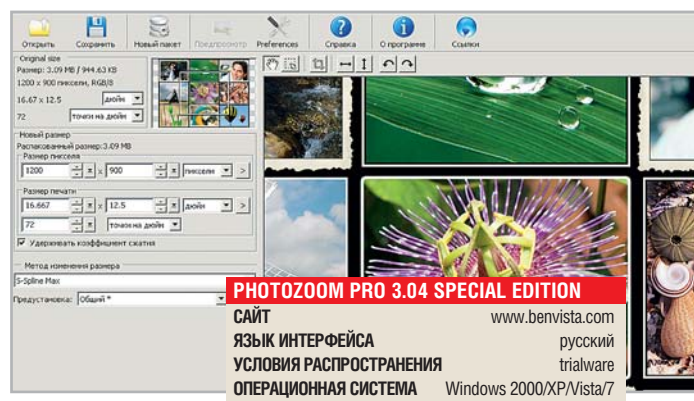 Открыть Сохранить Новый пакет Предпросмотр Preferences Справка О программе Ссылки
Original size
Размер: 3.09 MB / 944.63 KB
1200 x 900 пиксели, RGB/8
16.67 x 12.5 дюйм
72 точки на дюйм
Новый размер
Распакованный размер: 3.09 MB
Размер пикселя
1200 x 900 пиксели >
Размер печати
16.667 x 12.5 дюйм >
72 точки на дюйм
Удерживать коэффициент сжатия
Метод изменения размера
S-Spline Max
Предустановка: Общий *
PHOTOZOOM PRO 3.04 SPECIAL EDITION
САЙТ www.benvista.com
ЯЗЫК ИНТЕРФЕЙСА русский
УСЛОВИЯ РАСПРОСТРАНЕНИЯ trialware
ОПЕРАЦИОННАЯ СИСТЕМА Windows 2000/XP/Vista/7